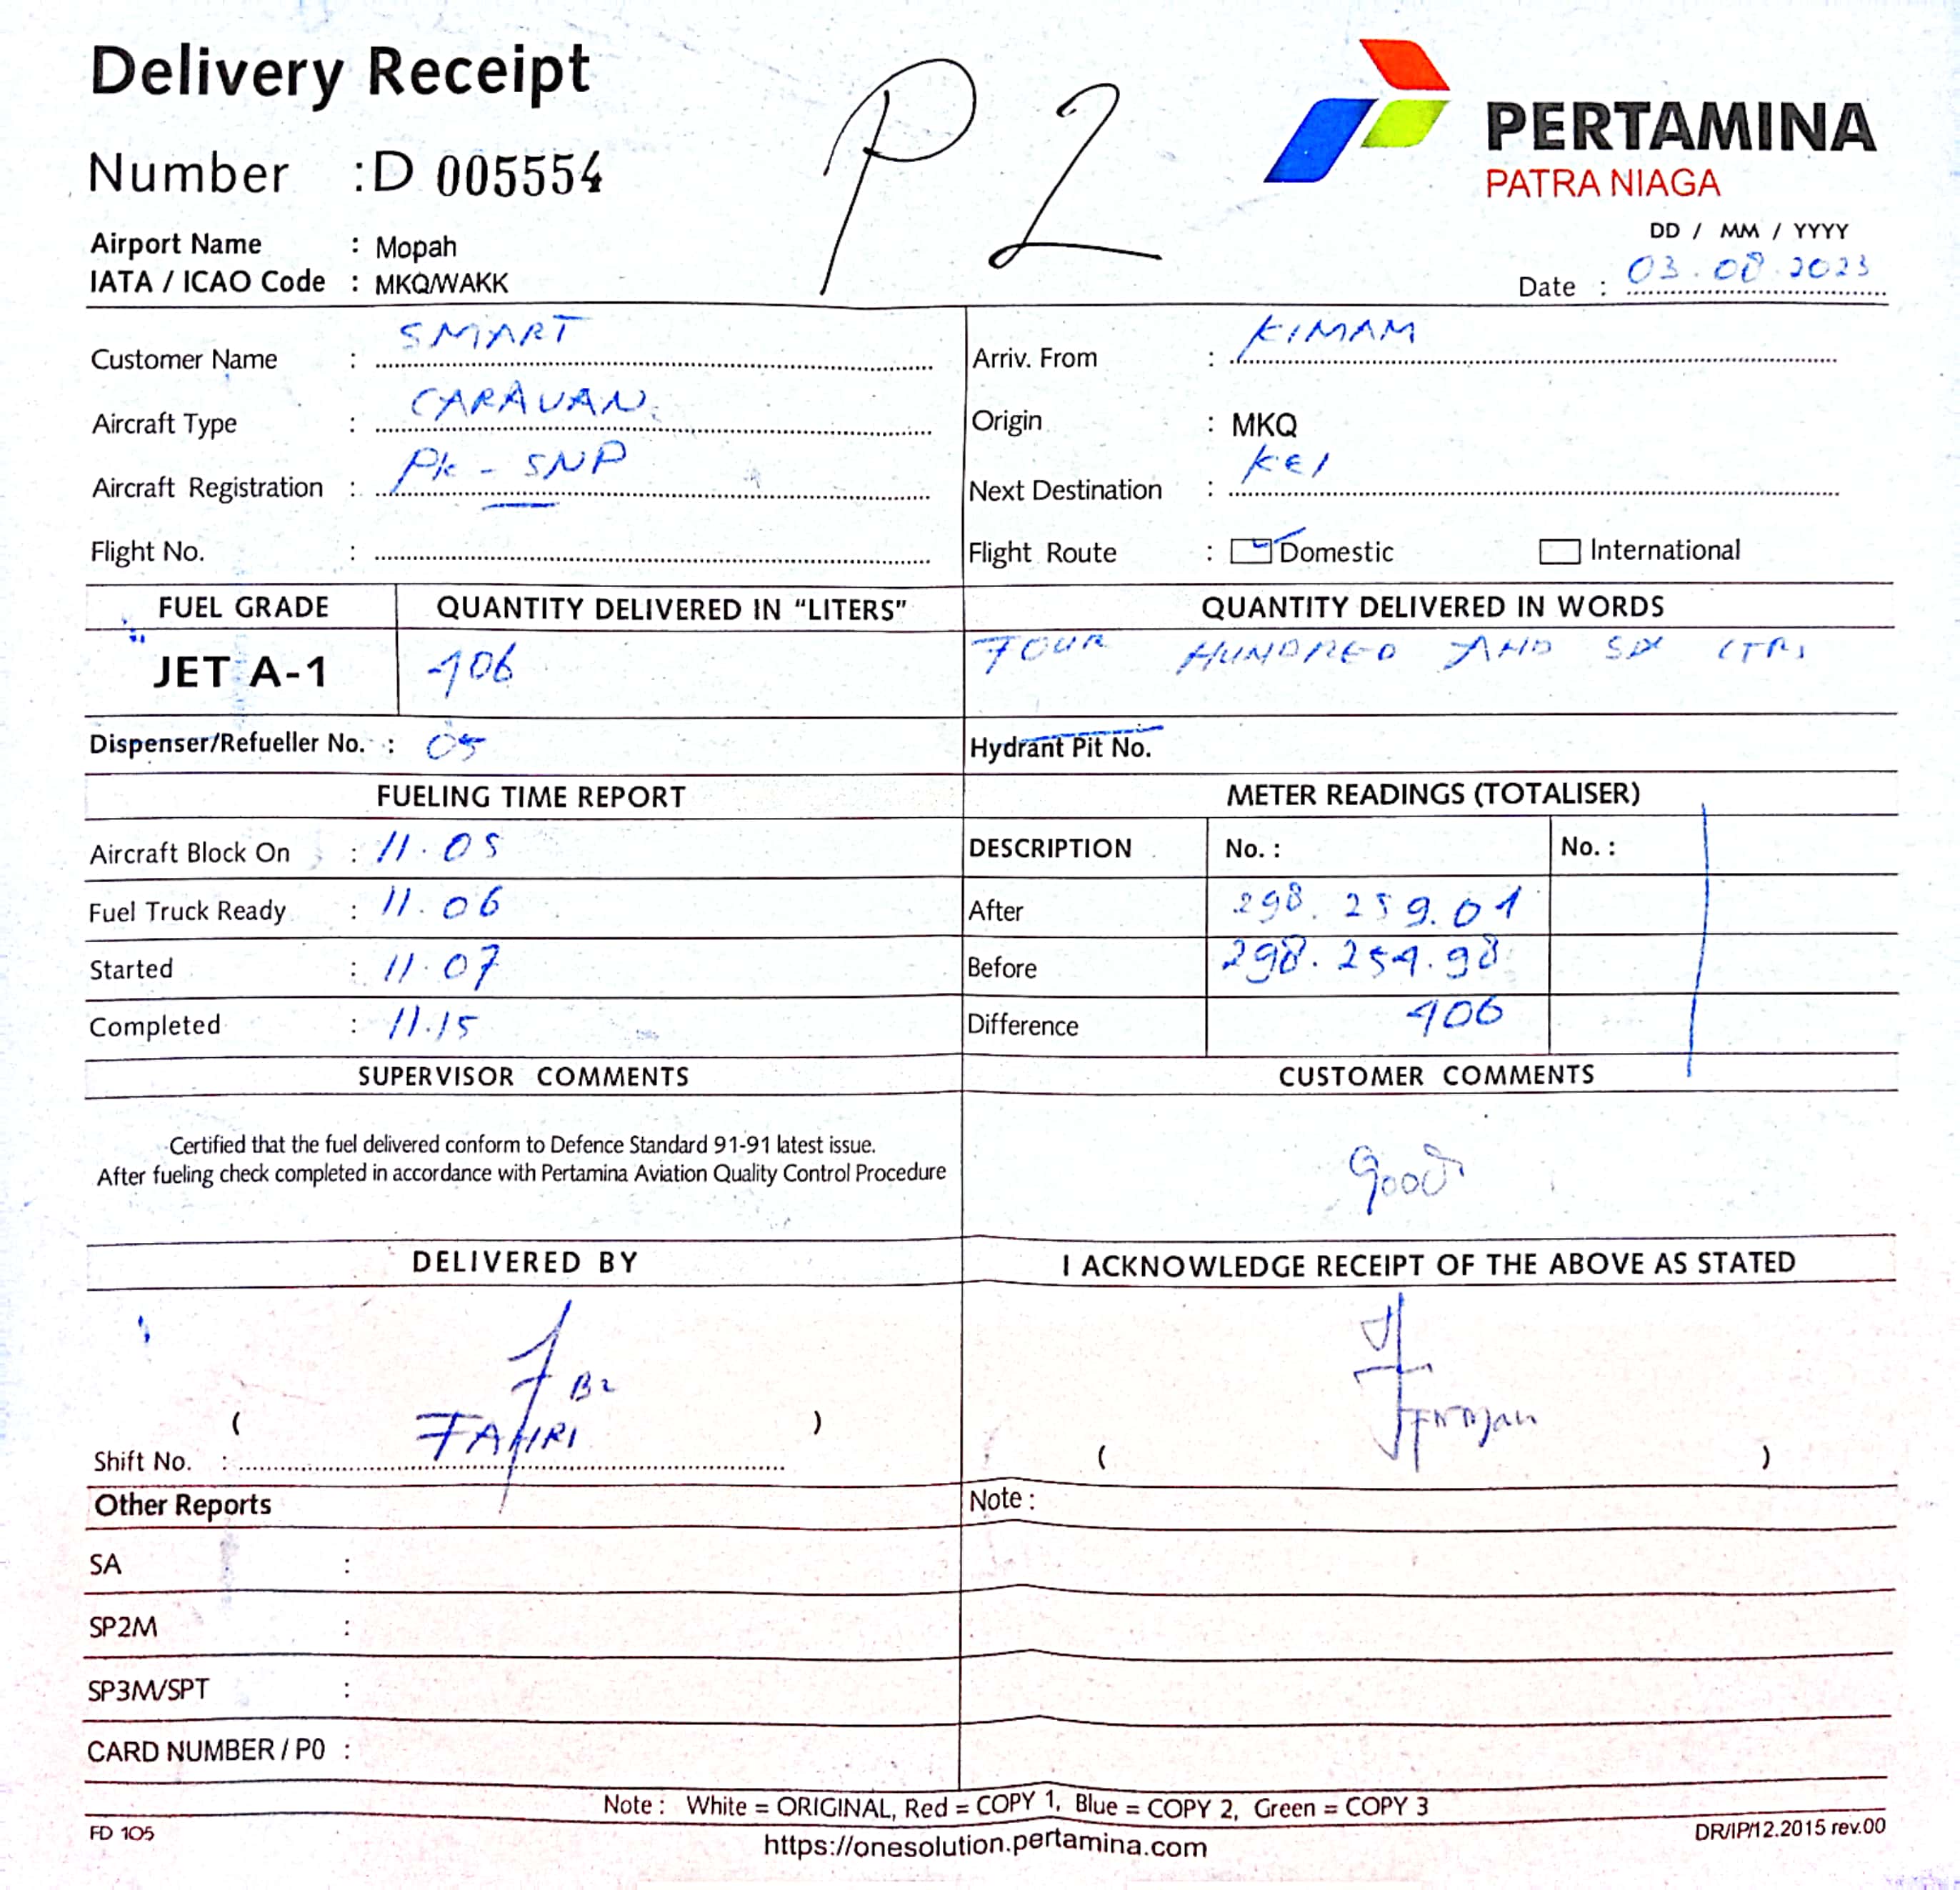 Delivery Receipt
P2
PERTAMINA
PATRA NIAGA
Number : D 005554
Airport Name : Mopah
IATA / ICAO Code : MKQ/WAKK
DD / MM / YYYY
Date : 03.08.2023
Customer Name : SMART
Arriv. From : KIMAM
Aircraft Type : CARAVAN
Origin : MKQ
Aircraft Registration : PK - SNP
Next Destination : KEI
Flight No. :
Flight Route : Domestic International
FUEL GRADE QUANTITY DELIVERED IN “LITERS” QUANTITY DELIVERED IN WORDS
JET A-1 406 FOUR HUNDRED AND SIX LTR
Dispenser/Refueller No. : 05
Hydrant Pit No.
FUELING TIME REPORT METER READINGS (TOTALISER)
Aircraft Block On : 11.05
DESCRIPTION No. : No. :
Fuel Truck Ready : 11.06
After 298.259.04
Started : 11.07
Before 298.254.98
Completed : 11.15
Difference 406
SUPERVISOR COMMENTS CUSTOMER COMMENTS
Certified that the fuel delivered conform to Defence Standard 91-91 latest issue.
After fueling check completed in accordance with Pertamina Aviation Quality Control Procedure
Good
DELIVERED BY I ACKNOWLEDGE RECEIPT OF THE ABOVE AS STATED
B2
( FAHRI )
Shift No. :
( )
Other Reports Note :
SA :
SP2M :
SP3M/SPT :
CARD NUMBER / P0 :
Note : White = ORIGINAL, Red = COPY 1, Blue = COPY 2, Green = COPY 3
FD 105
https://onesolution.pertamina.com
DR/IP/12.2015 rev.00